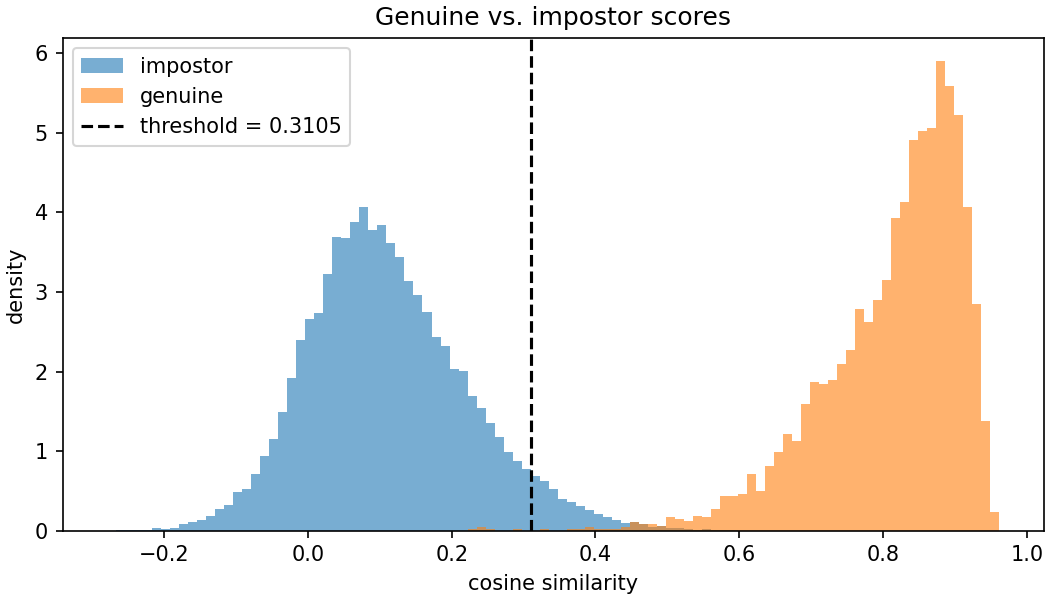 Genuine vs. impostor scores
impostor
genuine
threshold = 0.3105
6
5
4
3
2
1
0
density
−0.2
0.0
0.2
0.4
0.6
0.8
1.0
cosine similarity